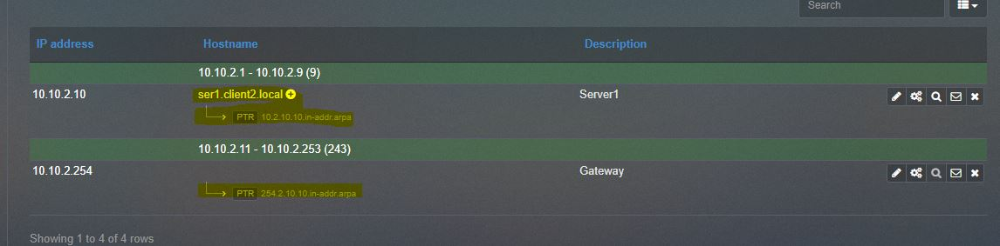 Search
IP address Hostname Description
10.10.2.1 - 10.10.2.9 (9)
10.10.2.10 ser1.client2.local Server1
PTR 10.2.10.10.in-addr.arpa
10.10.2.11 - 10.10.2.253 (243)
10.10.2.254 Gateway
PTR 254.2.10.10.in-addr.arpa
Showing 1 to 4 of 4 rows